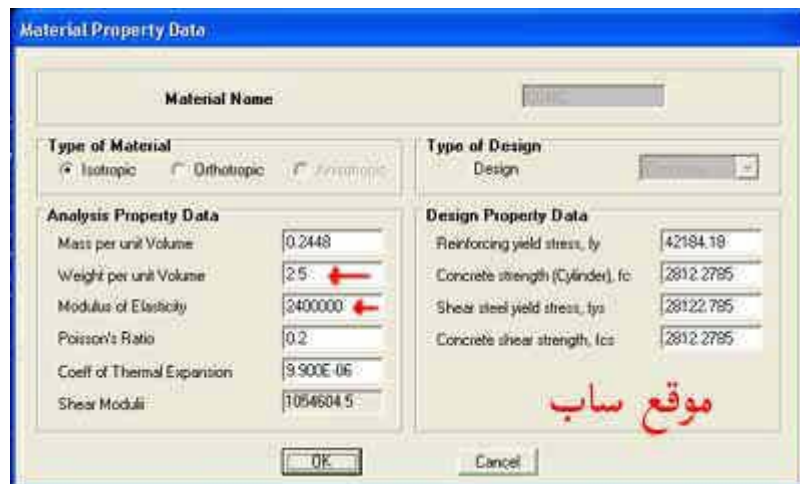 Material Property Data
Material Name
Type of Material
Isotropic Orthotropic Anisotropic
Type of Design
Design
Analysis Property Data
Mass per unit Volume 0.2448
Weight per unit Volume 2.5
Modulus of Elasticity 2400000
Poisson's Ratio 0.2
Coeff of Thermal Expansion 9.900E-06
Shear Moduli 1054604.5
Design Property Data
Reinforcing yield stress, fy 42184.18
Concrete strength (Cylinder), fc 2812.2785
Shear steel yield stress, fys 28122.785
Concrete shear strength, fcs 2812.2785
موقع ساب
OK Cancel